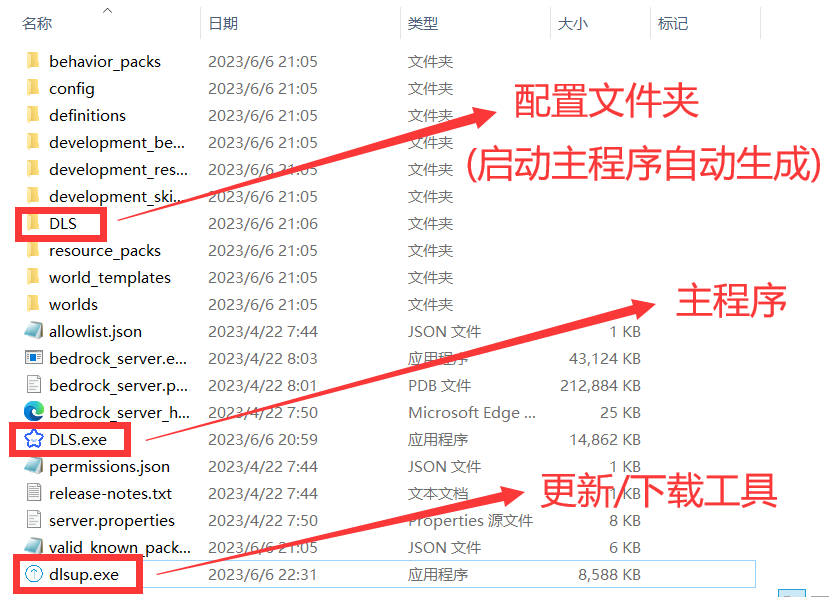 名称 日期 类型 大小 标记
behavior_packs 2023/6/6 21:05 文件夹
config 2023/6/6 21:05 文件夹
definitions 2023/6/6 21:05 文件夹
配置文件夹
development_be... 2023/6/6 21:05 文件夹
development_res... 2023/6/6 21:05 文件夹
(启动主程序自动生成)
development_ski... 2023/6/6 21:05 文件夹
DLS 2023/6/6 21:06 文件夹
resource_packs 2023/6/6 21:05 文件夹
world_templates 2023/6/6 21:05 文件夹
worlds 2023/6/6 21:05 文件夹
主程序
allowlist.json 2023/4/22 7:44 JSON 文件 1 KB
bedrock_server.e... 2023/4/22 8:03 应用程序 43,124 KB
bedrock_server.p... 2023/4/22 8:01 PDB 文件 212,884 KB
bedrock_server_h... 2023/4/22 7:50 Microsoft Edge ... 25 KB
DLS.exe 2023/6/6 20:59 应用程序 14,862 KB
permissions.json 2023/4/22 7:44 JSON 文件 1 KB
release-notes.txt 2023/4/22 7:44 文本文档 1 KB
更新/下载工具
server.properties 2023/4/22 7:50 Properties 源文件 8 KB
valid_known_pack... 2023/4/22 7:44 JSON 文件 6 KB
dlsup.exe 2023/6/6 22:31 应用程序 8,588 KB